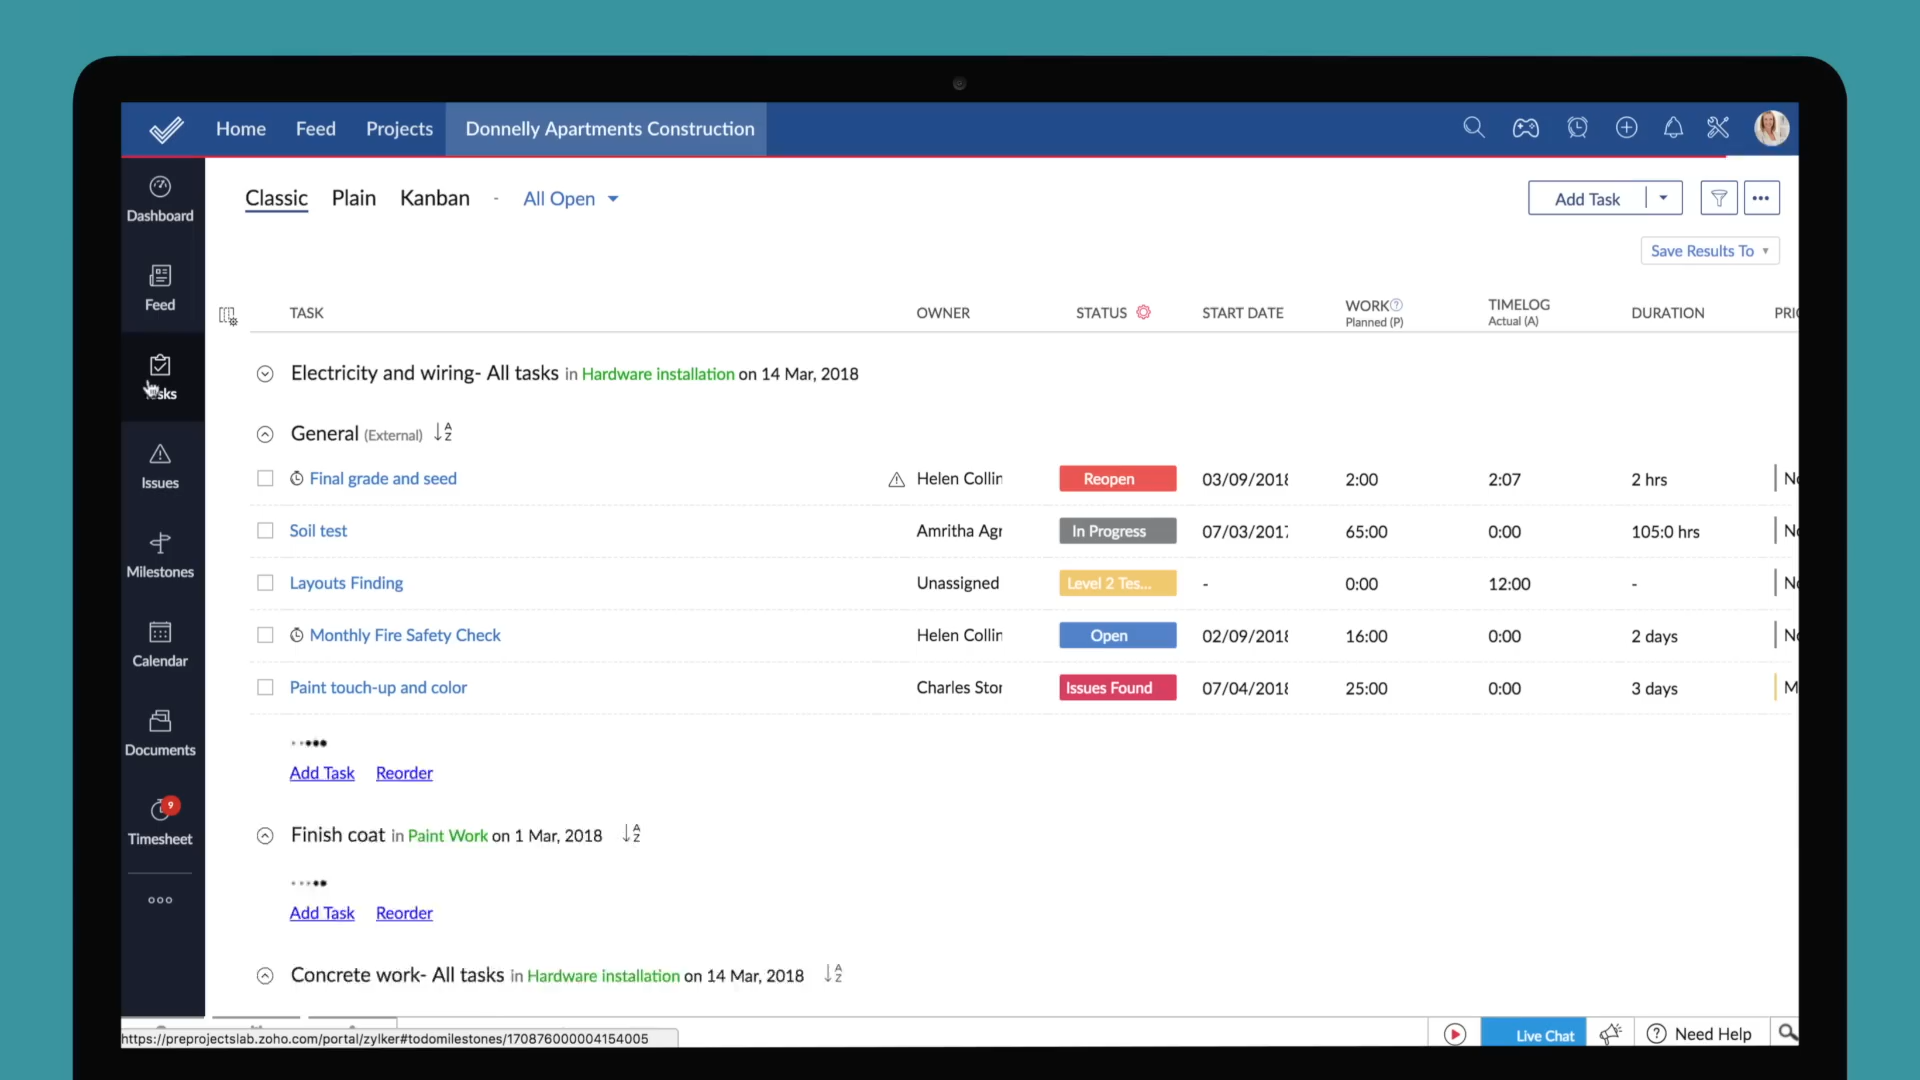 Home Feed Projects Donnelly Apartments Construction
Dashboard
Feed
Tasks
Issues
Milestones
Calendar
Documents
9
Timesheet
Classic Plain Kanban - All Open
Add Task
Save Results To
TASK OWNER STATUS START DATE WORK Planned (P) TIMELOG Actual (A) DURATION
Electricity and wiring- All tasks in Hardware installation on 14 Mar, 2018
General (External)
Final grade and seed Helen Collin Reopen 03/09/2018 2:00 2:07 2 hrs
Soil test Amritha Agr In Progress 07/03/2017 65:00 0:00 105:0 hrs
Layouts Finding Unassigned Level 2 Tes... - 0:00 12:00 -
Monthly Fire Safety Check Helen Collin Open 02/09/2018 16:00 0:00 2 days
Paint touch-up and color Charles Stor Issues Found 07/04/2018 25:00 0:00 3 days
Add Task Reorder
Finish coat in Paint Work on 1 Mar, 2018
Add Task Reorder
Concrete work- All tasks in Hardware installation on 14 Mar, 2018
https://preprojectslab.zoho.com/portal/zylker#todomilestones/170876000004154005
Live Chat Need Help